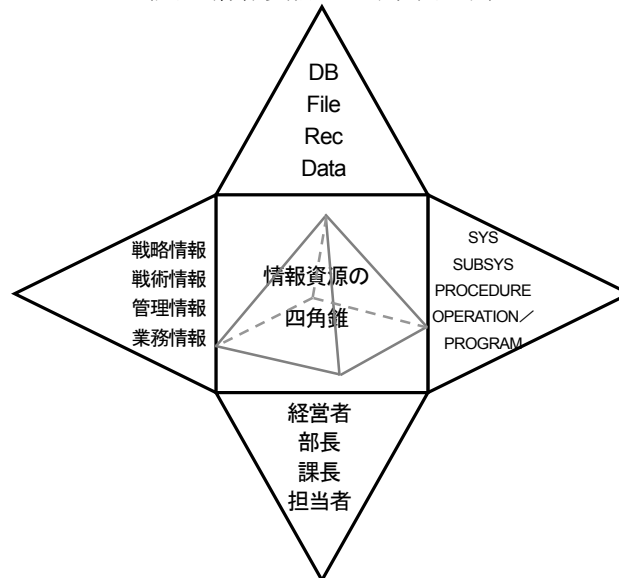 DB
File
Rec
Data
戦略情報
戦術情報
管理情報
業務情報
情報資源の
四角錐
SYS
SUBSYS
PROCEDURE
OPERATION／
PROGRAM
経営者
部長
課長
担当者